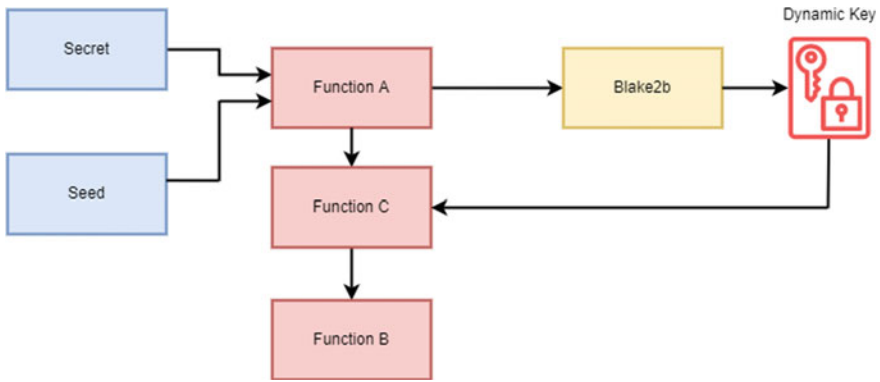 Dynamic Key
Secret
Function A
Blake2b
Seed
Function C
Function B